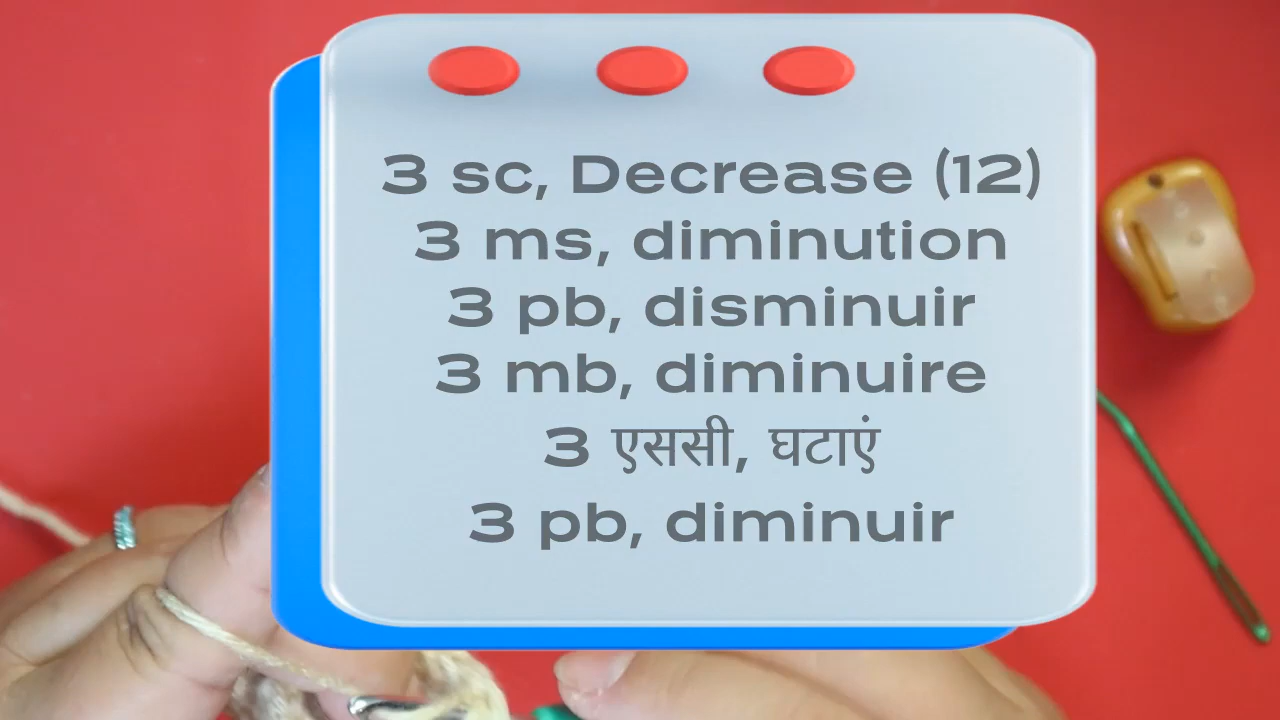 3 sc, Decrease (12)
3 ms, diminution
3 pb, disminuir
3 mb, diminuire
3 एससी, घटाएं
3 pb, diminuir